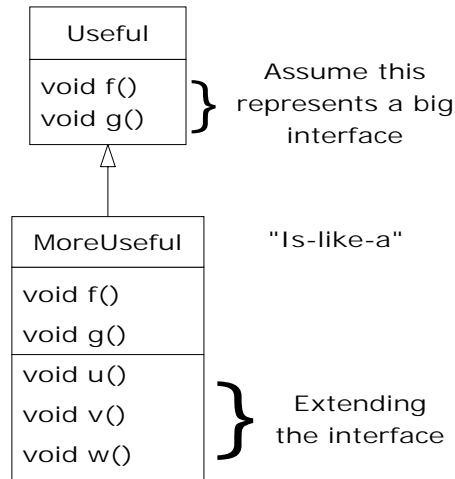 Useful
void f()
void g()
}
Assume this
represents a big
interface
MoreUseful
"Is-like-a"
void f()
void g()
void u()
void v()
void w()
}
Extending
the interface